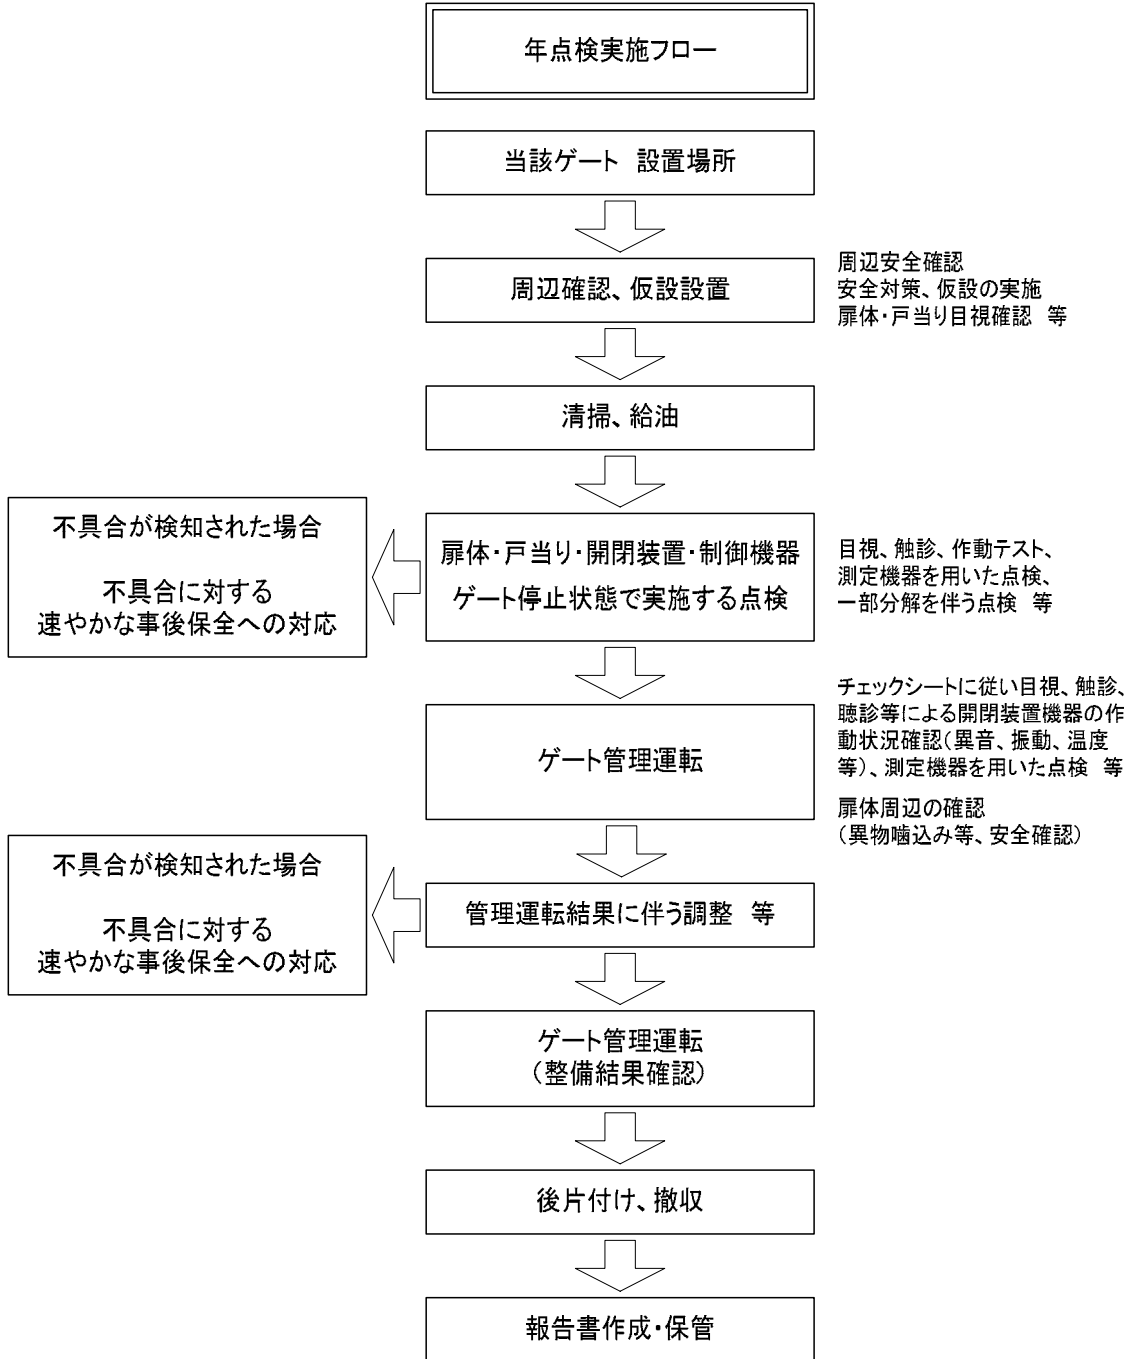 年点検実施フロー
当該ゲート 設置場所
周辺確認、仮設設置
周辺安全確認
安全対策、仮設の実施
扉体・戸当り目視確認 等
清掃、給油
不具合が検知された場合
不具合に対する
速やかな事後保全への対応
扉体・戸当り・開閉装置・制御機器
ゲート停止状態で実施する点検
目視、触診、作動テスト、
測定機器を用いた点検、
一部分解を伴う点検 等
ゲート管理運転
チェックシートに従い目視、触診、
聴診等による開閉装置機器の作
動状況確認(異音、振動、温度
等)、測定機器を用いた点検 等
扉体周辺の確認
(異物噛込み等、安全確認)
不具合が検知された場合
不具合に対する
速やかな事後保全への対応
管理運転結果に伴う調整 等
ゲート管理運転
(整備結果確認)
後片付け、撤収
報告書作成・保管